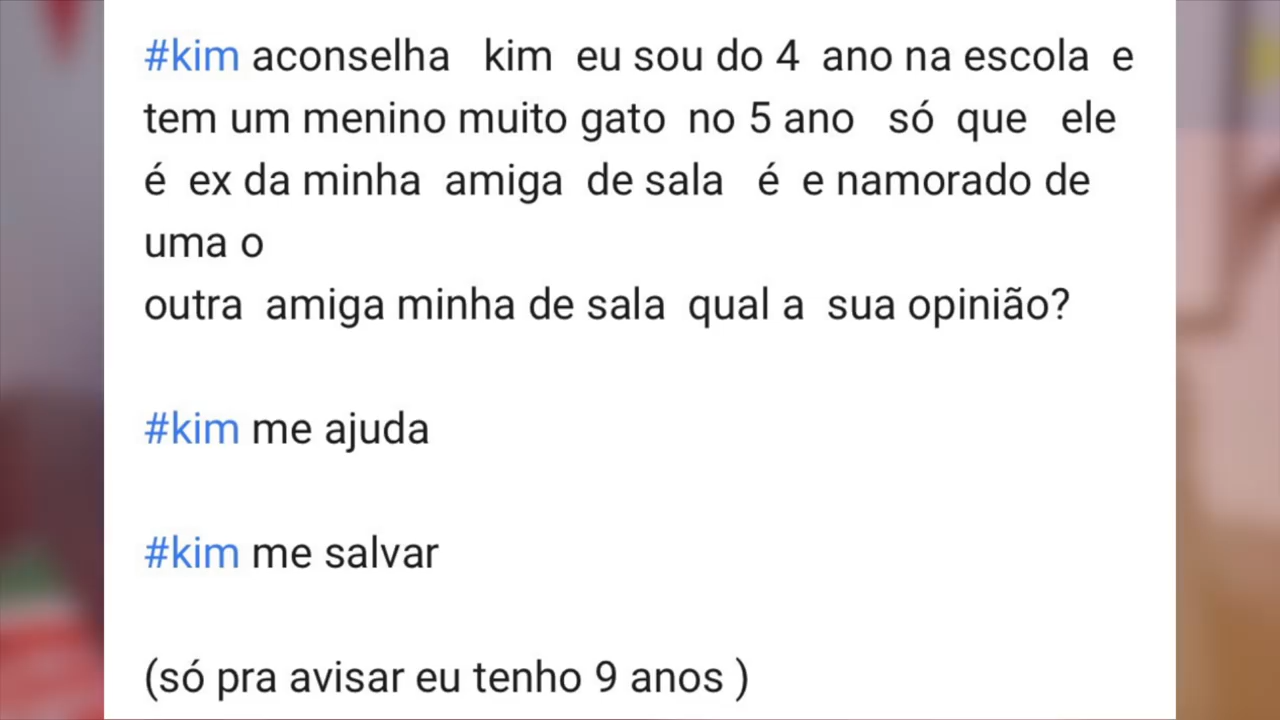 #kim aconselha kim eu sou do 4 ano na escola e
tem um menino muito gato no 5 ano só que ele
é ex da minha amiga de sala é e namorado de
uma o
outra amiga minha de sala qual a sua opinião?
#kim me ajuda
#kim me salvar
(só pra avisar eu tenho 9 anos )